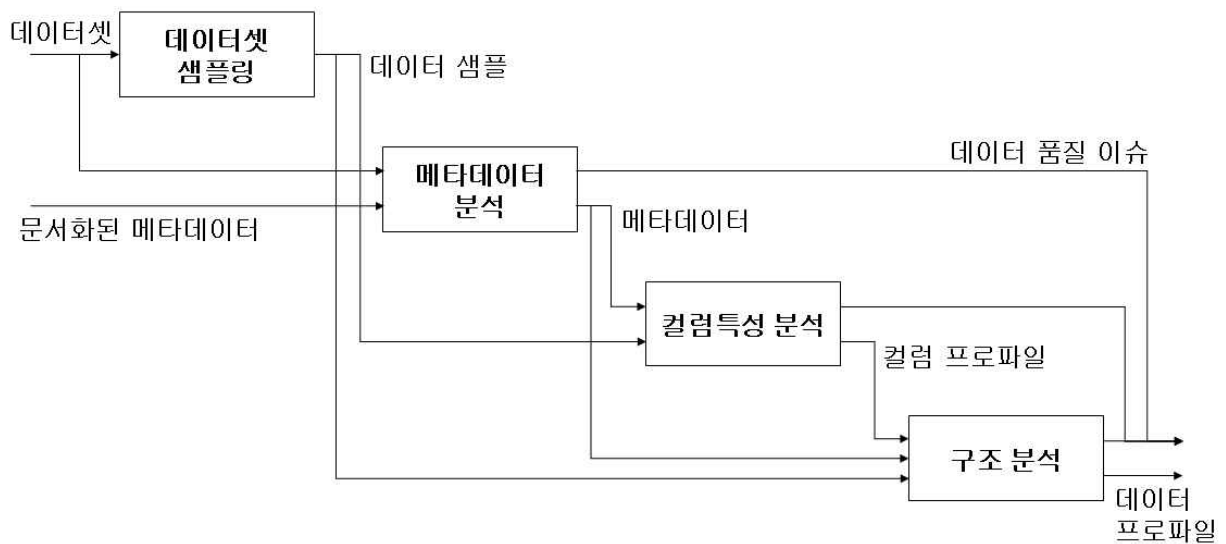 데이터셋
데이터셋
샘플링
데이터 샘플
메타데이터
분석
데이터 품질 이슈
문서화된 메타데이터
메타데이터
컬럼특성 분석
컬럼 프로파일
구조 분석
데이터
프로파일